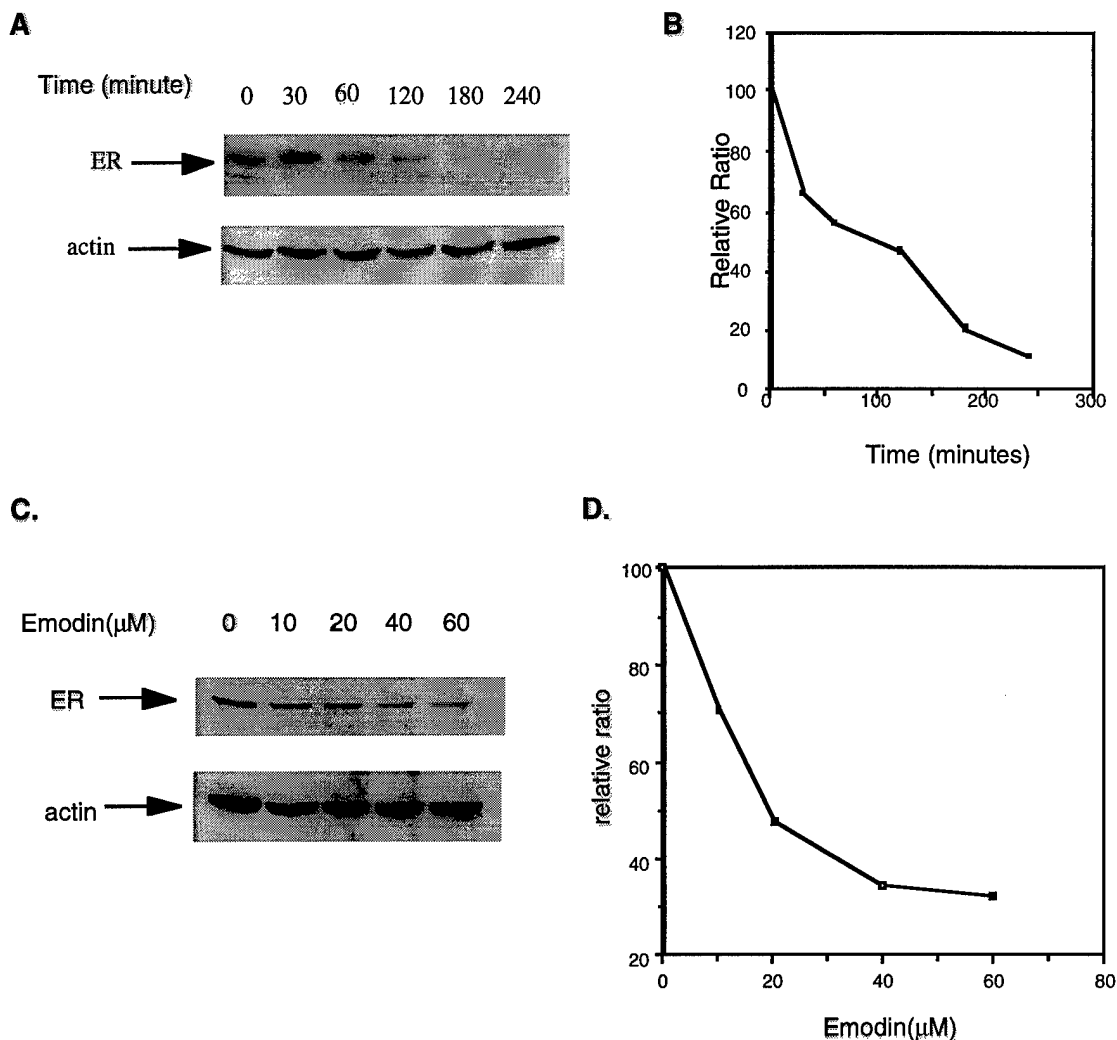 A
Time (minute) 0 30 60 120 180 240
ER
actin
B
120
100
80
60
40
20
0
Relative Ratio
0 100 200 300
Time (minutes)
C.
Emodin(µM) 0 10 20 40 60
ER
actin
D.
100
80
60
40
20
relative ratio
0 20 40 60 80
Emodin(µM)